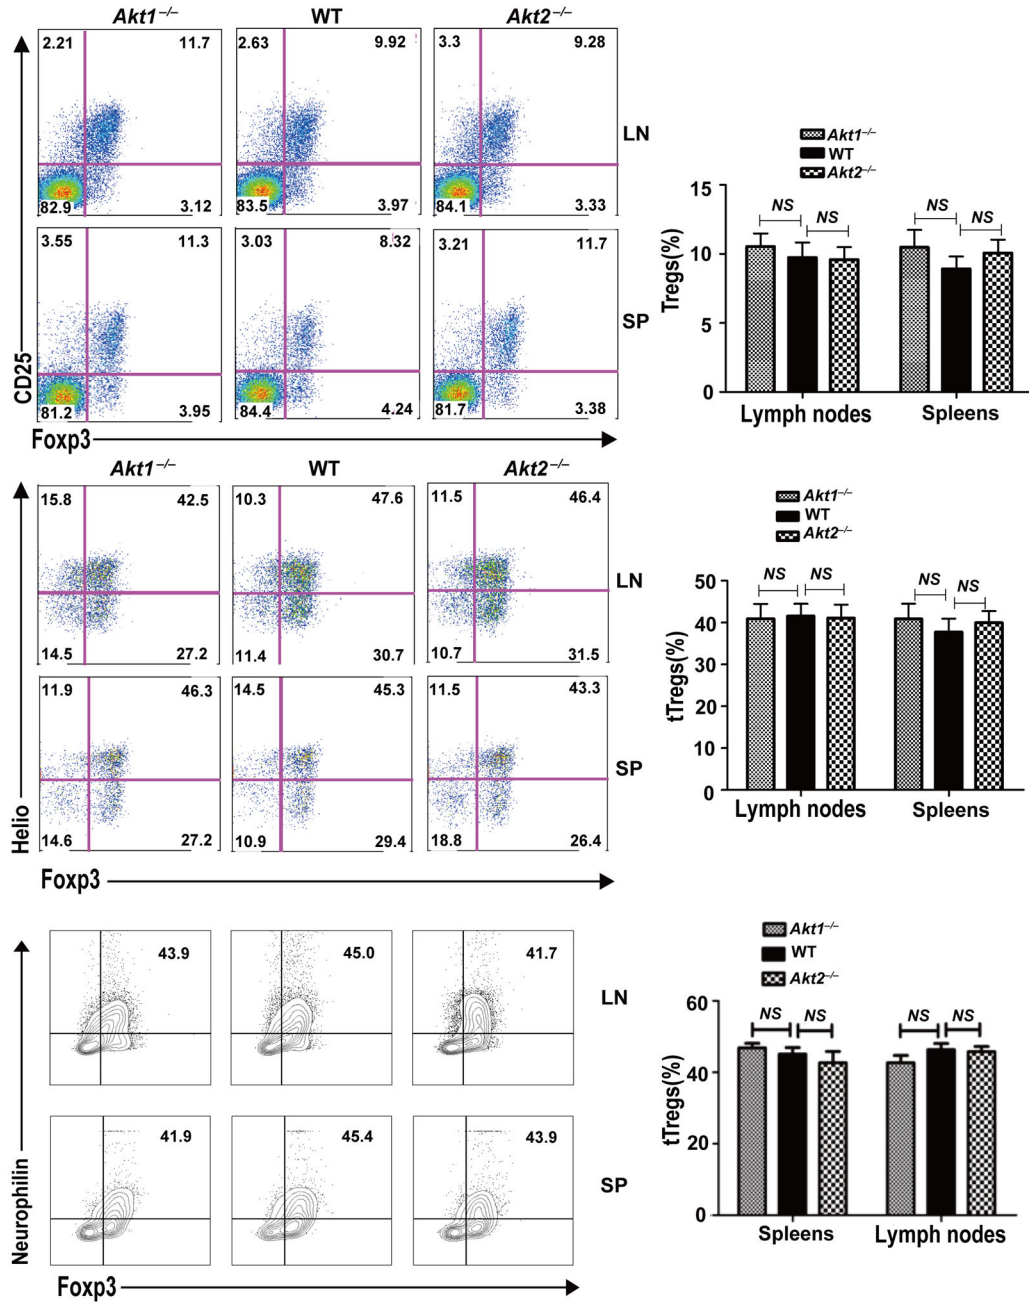 Akt1−/− WT Akt2−/−
2.21 11.7 2.63 9.92 3.3 9.28
LN
82.9 3.12 83.5 3.97 84.1 3.33
3.55 11.3 3.03 8.32 3.21 11.7
SP
81.2 3.95 84.4 4.24 81.7 3.38
CD25
Foxp3
Akt1−/−
WT
Akt2−/−
15
10
5
0
Tregs(%)
NS NS NS NS
Lymph nodes Spleens
Akt1−/− WT Akt2−/−
15.8 42.5 10.3 47.6 11.5 46.4
LN
14.5 27.2 11.4 30.7 10.7 31.5
11.9 46.3 14.5 45.3 11.5 43.3
SP
14.6 27.2 10.9 29.4 18.8 26.4
Helio
Foxp3
Akt1−/−
WT
Akt2−/−
50
40
30
20
10
0
tTregs(%)
NS NS NS NS
Lymph nodes Spleens
43.9 45.0 41.7
LN
41.9 45.4 43.9
SP
Neurophilin
Foxp3
Akt1−/−
WT
Akt2−/−
60
40
20
0
tTregs(%)
NS NS NS NS
Spleens Lymph nodes